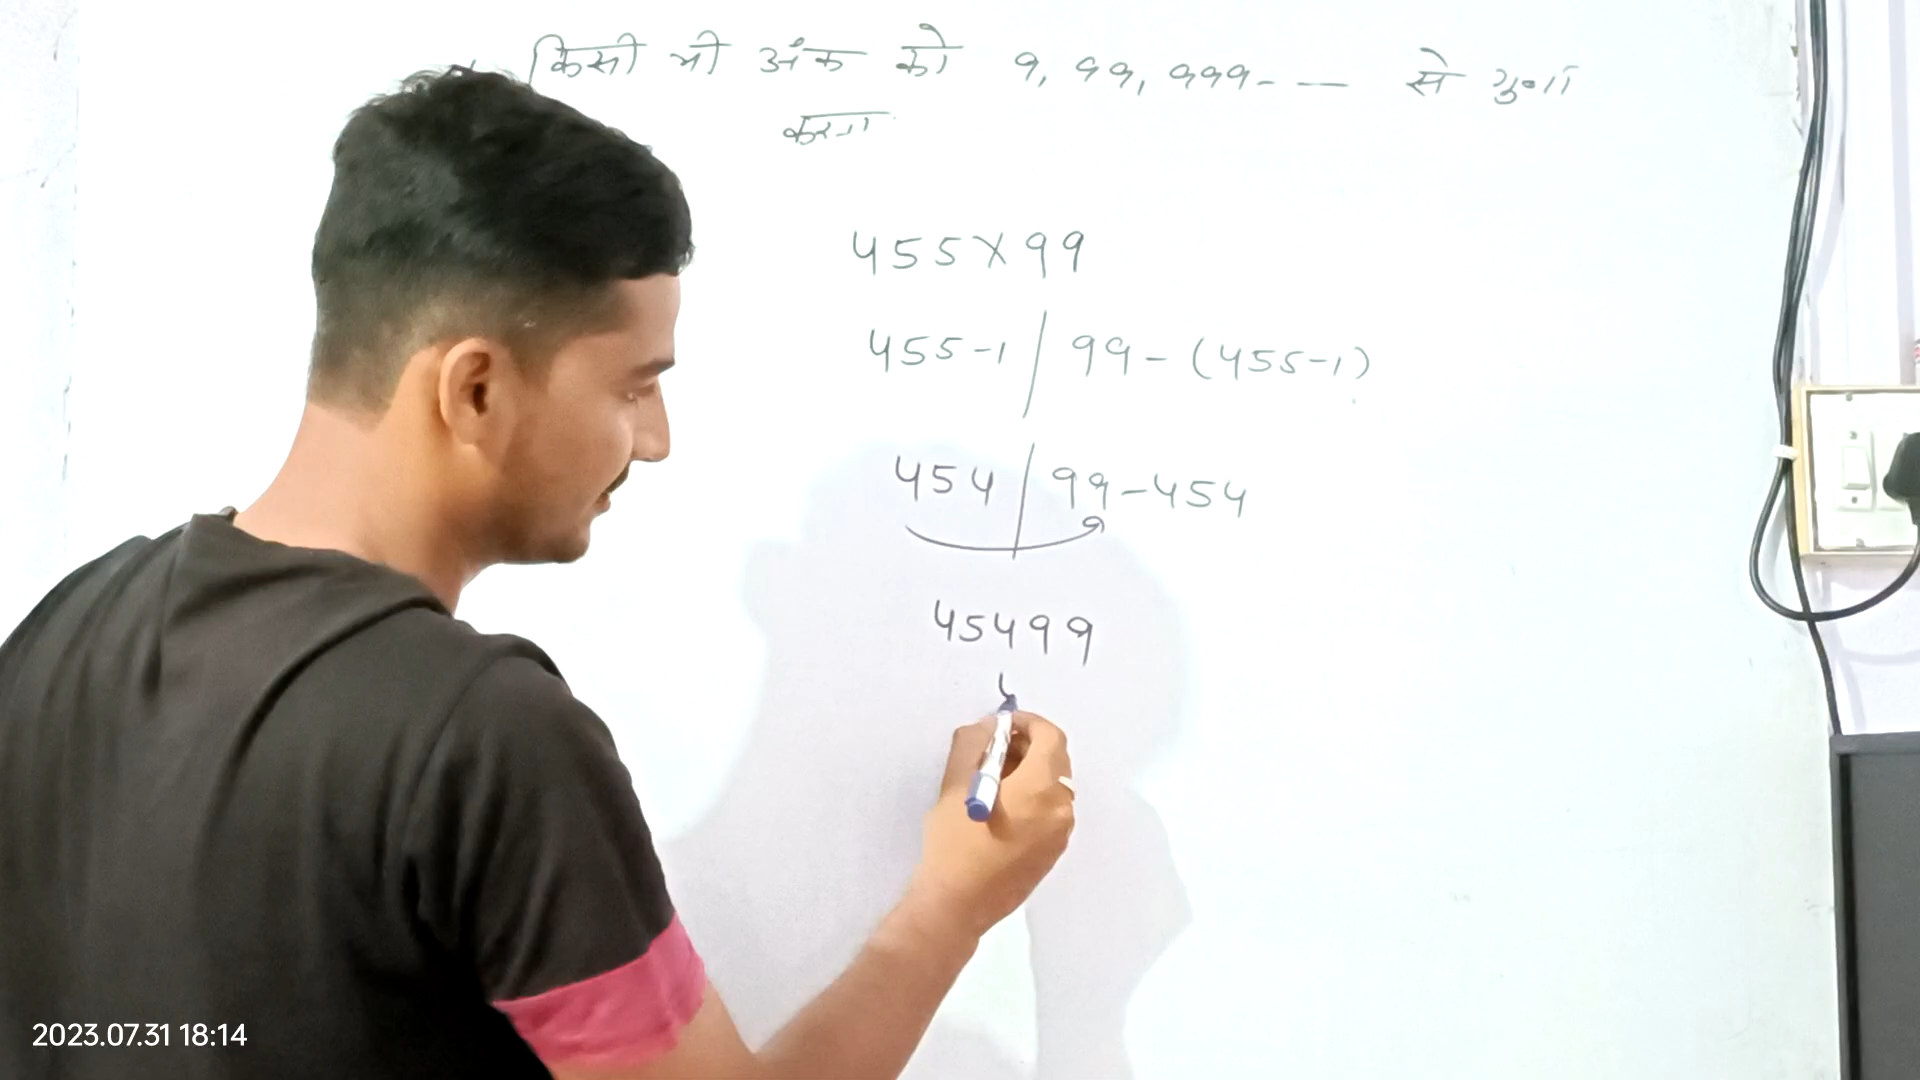 किसी भी अंक को 9, 99, 999- — से गुणा
करना
455×99
455-1 / 99-(455-1)
454 / 99-454
45499
2023.07.31 18:14